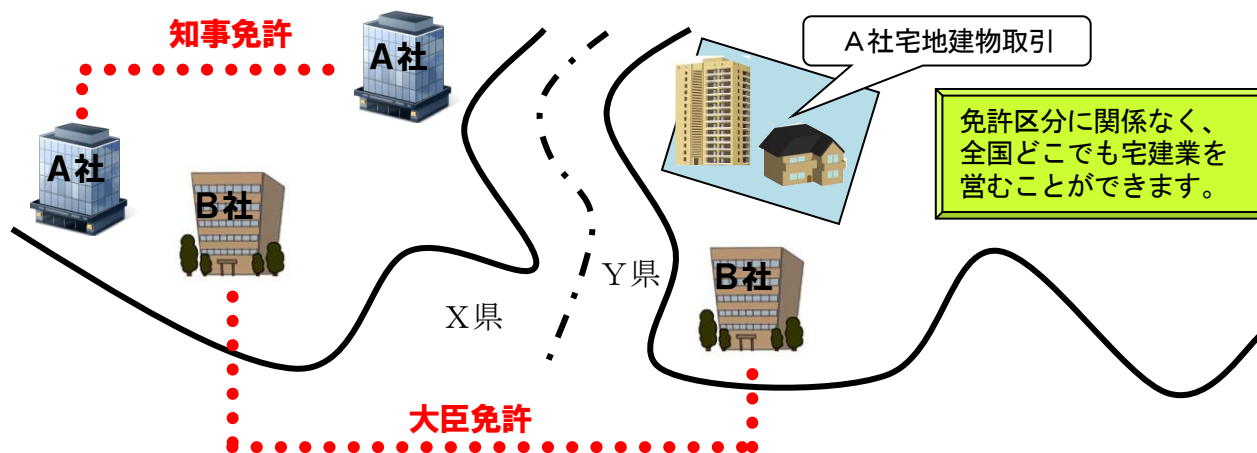 知事免許
A社
A社宅地建物取引
免許区分に関係なく、
全国どこでも宅建業を
営むことができます。
A社
B社
Y県
B社
X県
大臣免許